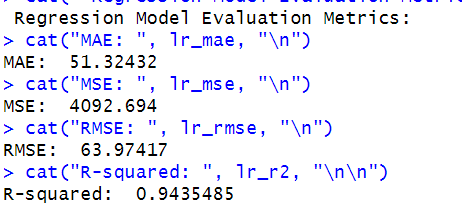 Regression Model Evaluation Metrics:
> cat("MAE: ", lr_mae, "\n")
MAE:  51.32432
> cat("MSE: ", lr_mse, "\n")
MSE:  4092.694
> cat("RMSE: ", lr_rmse, "\n")
RMSE:  63.97417
> cat("R-squared: ", lr_r2, "\n\n")
R-squared:  0.9435485